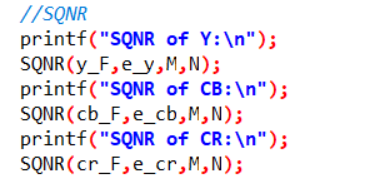 //SQNR
printf("SQNR of Y:\n");
SQNR(y_F,e_y,M,N);
printf("SQNR of CB:\n");
SQNR(cb_F,e_cb,M,N);
printf("SQNR of CR:\n");
SQNR(cr_F,e_cr,M,N);